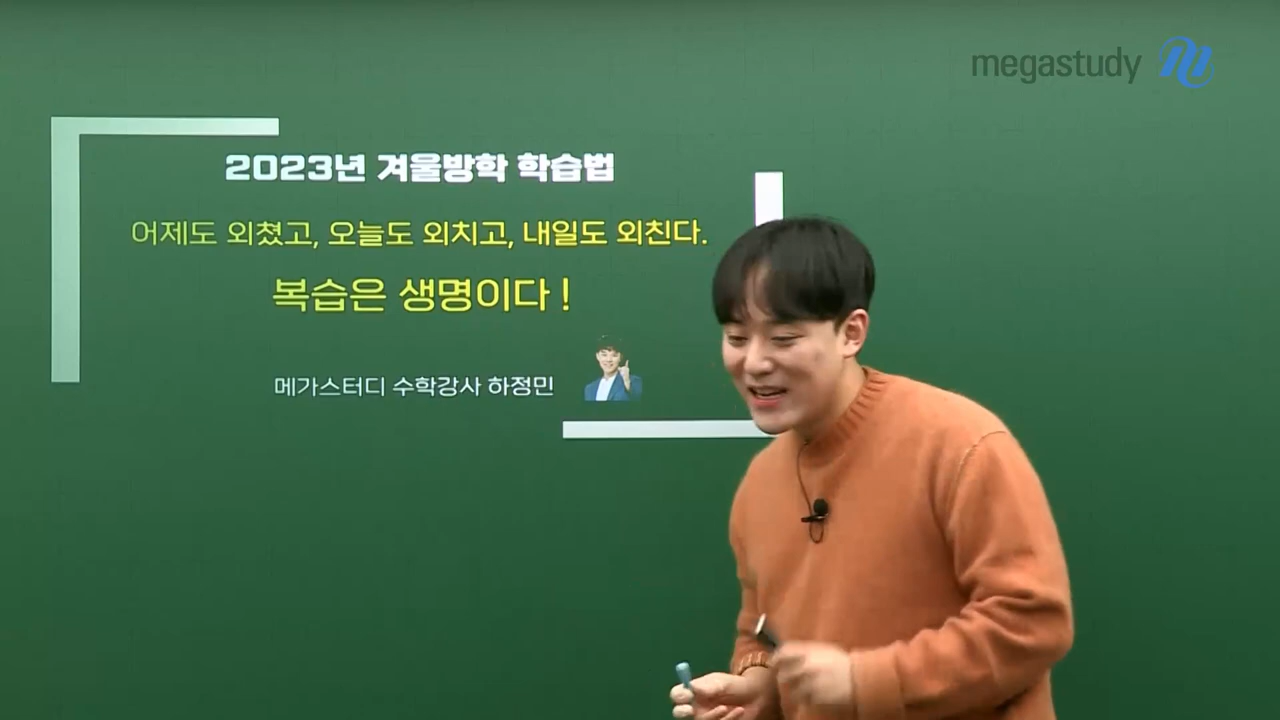 megastudy
2023년 겨울방학 학습법
어제도 외쳤고, 오늘도 외치고, 내일도 외친다.
복습은 생명이다 !
메가스터디 수학강사 하정민